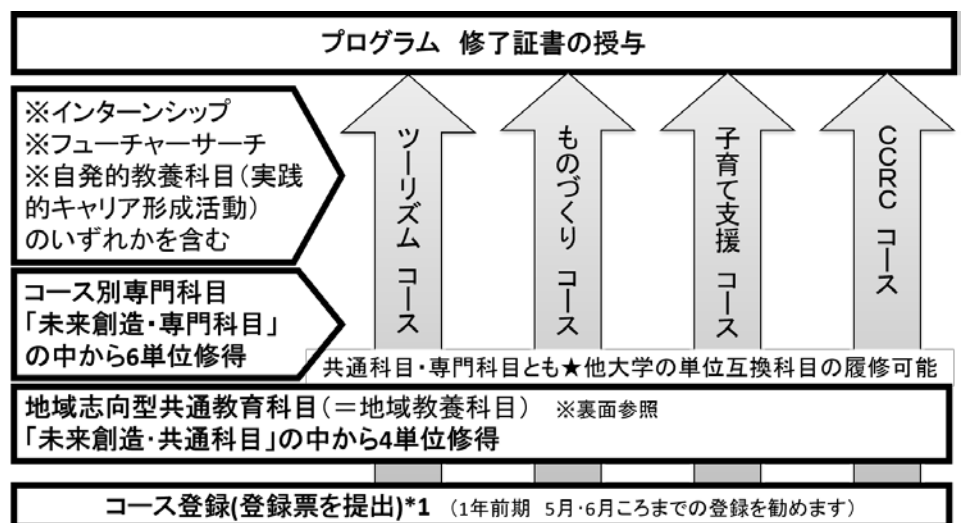 プログラム 修了証書の授与
※インターンシップ
※フューチャーサーチ
※自発的教養科目(実践
的キャリア形成活動)
のいずれかを含む
ツーリズム コース
ものづくり コース
子育て支援 コース
CCRC コース
コース別専門科目
「未来創造・専門科目」
の中から6単位修得
共通科目・専門科目とも★他大学の単位互換科目の履修可能
地域志向型共通教育科目(=地域教養科目) ※裏面参照
「未来創造・共通科目」の中から4単位修得
コース登録(登録票を提出)*1 (1年前期 5月・6月ころまでの登録を勧めます)